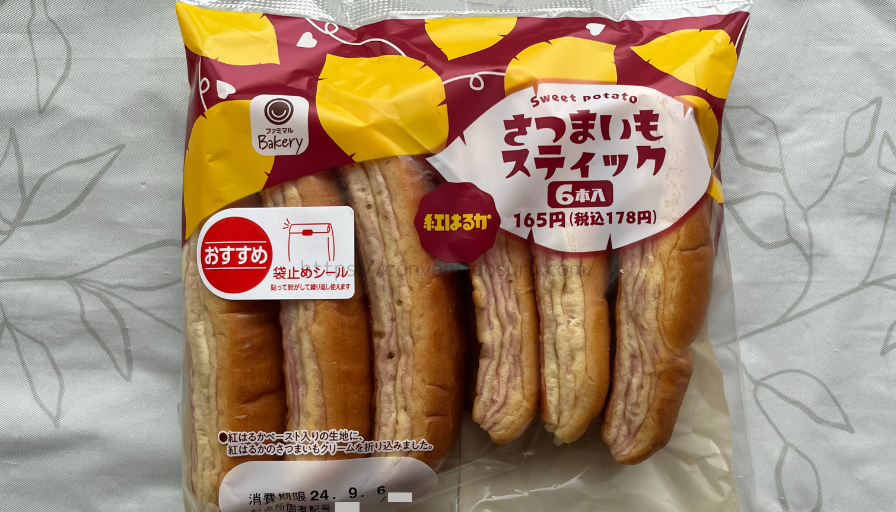 Sweet potato
さつまいも
スティック
6本入
165円(税込178円)
紅はるか
ファミマル
Bakery
おすすめ
袋止めシール
貼って剥がして繰り返し使えます
●紅はるかペースト入りの生地に、
紅はるかのさつまいもクリームを折り込みました。
消費期限 24. 9. 6